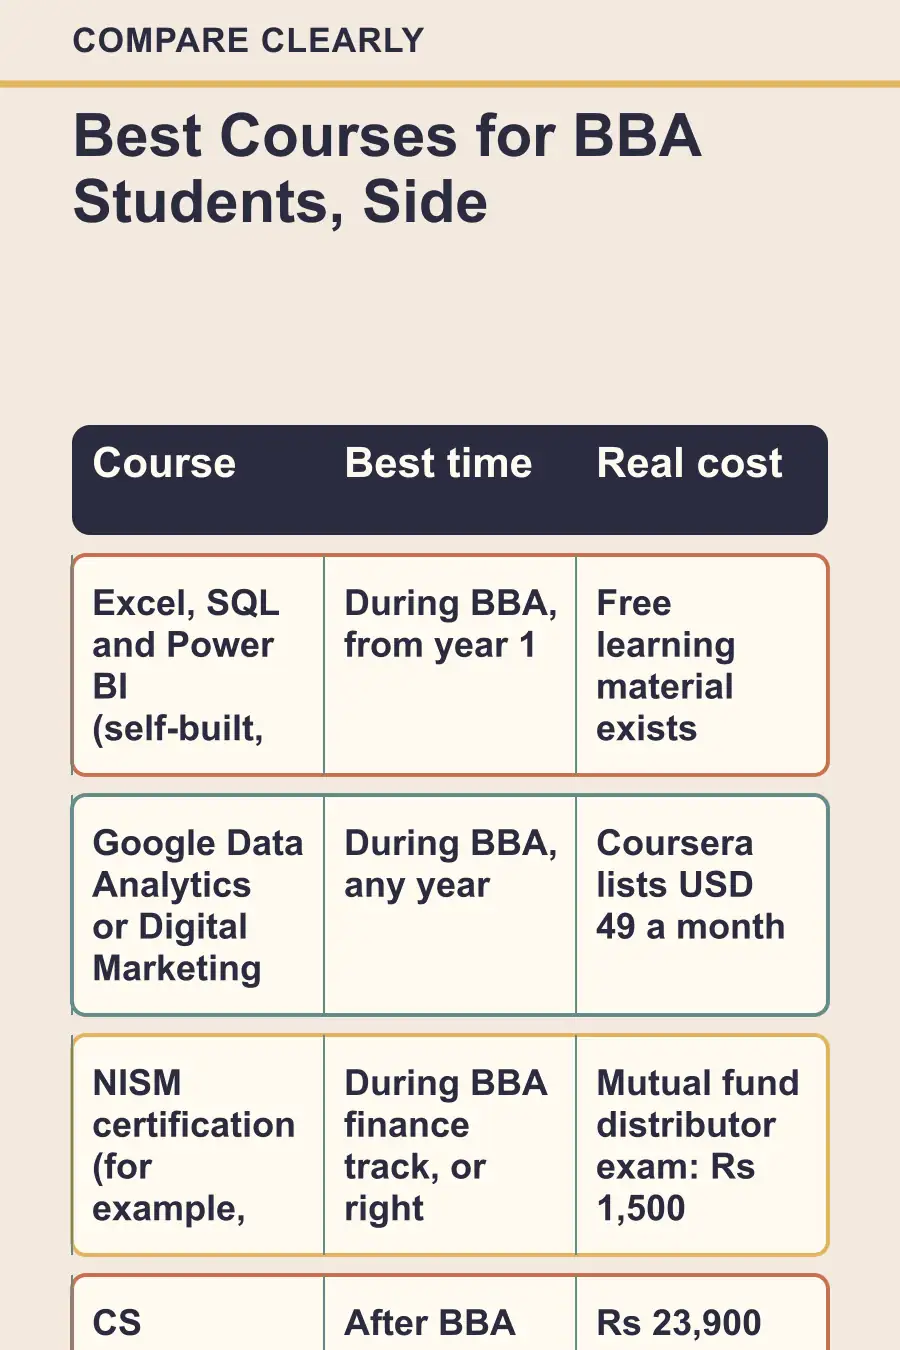 COMPARE CLEARLY
Best Courses for BBA
Students, Side
Course
Best time
Real cost
Excel, SQL
and Power
BI
(self-built,
During BBA,
from year 1
Free
learning
material
exists
Google Data
Analytics
or Digital
Marketing
During BBA,
any year
Coursera
lists USD
49 a month
NISM
certification
(for
example,
During BBA
finance
track, or
right
Mutual fund
distributor
exam: Rs
1,500
CS
After BBA
Rs 23,900